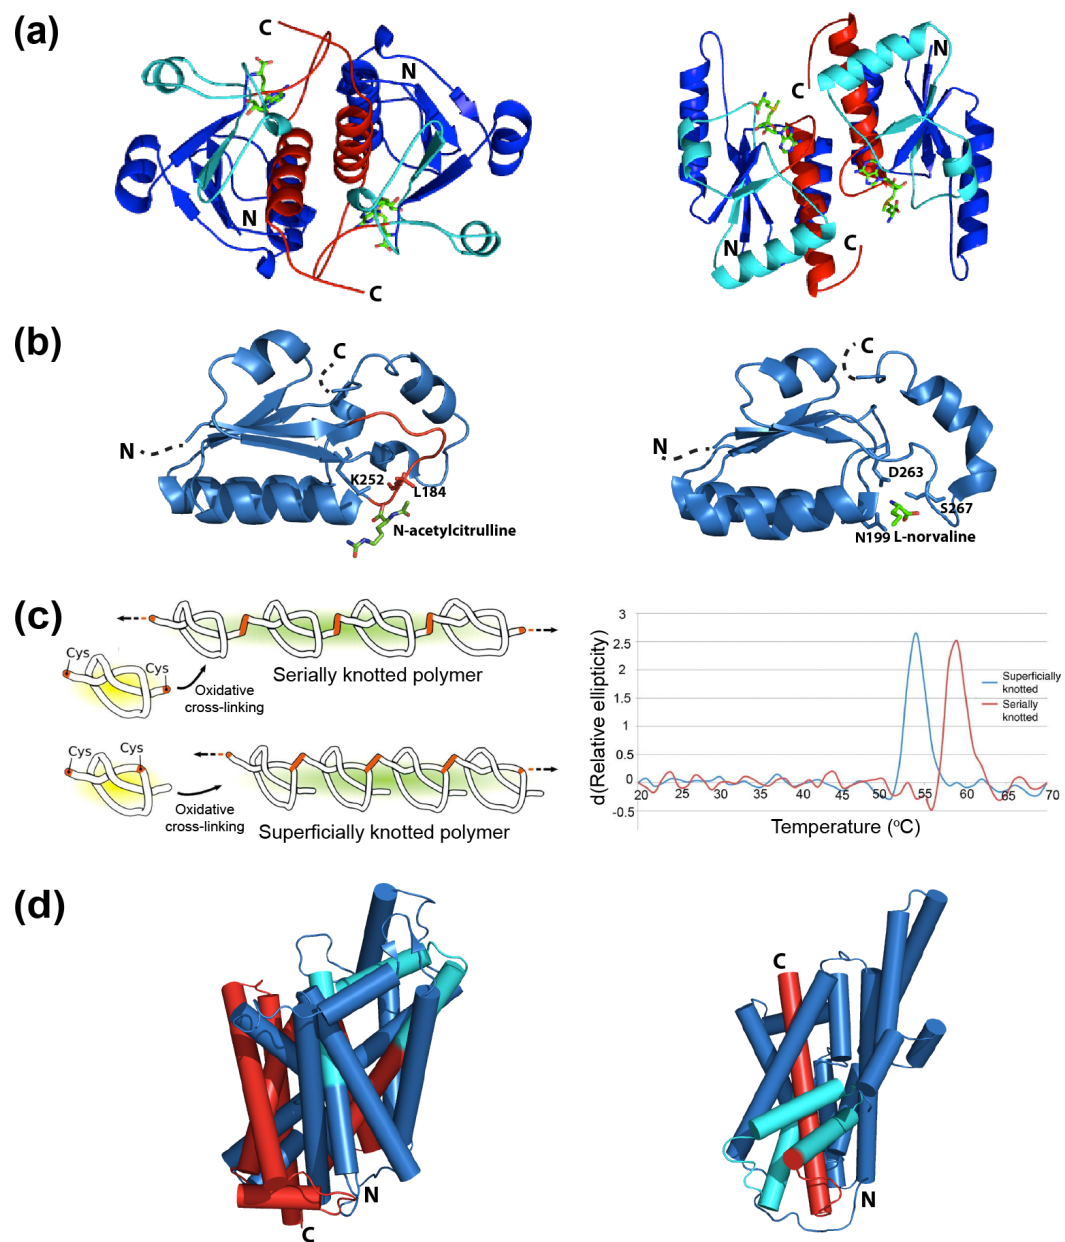 (a)
C
N
N
C
N
C
N
C
(b)
C
N
K252
L184
N-acetylcitrulline
C
N
D263
S267
N199 L-norvaline
(c)
Cys
Cys
Oxidative
cross-linking
Serially knotted polymer
Cys
Cys
Oxidative
cross-linking
Superficially knotted polymer
d(Relative ellipticity)
3
2.5
2
1.5
1
0.5
0
-0.5
20 25 30 35 40 45 50 51 53 60 65 70
Temperature (°C)
Superficially
knotted
Serially
knotted
(d)
N
C
C
N